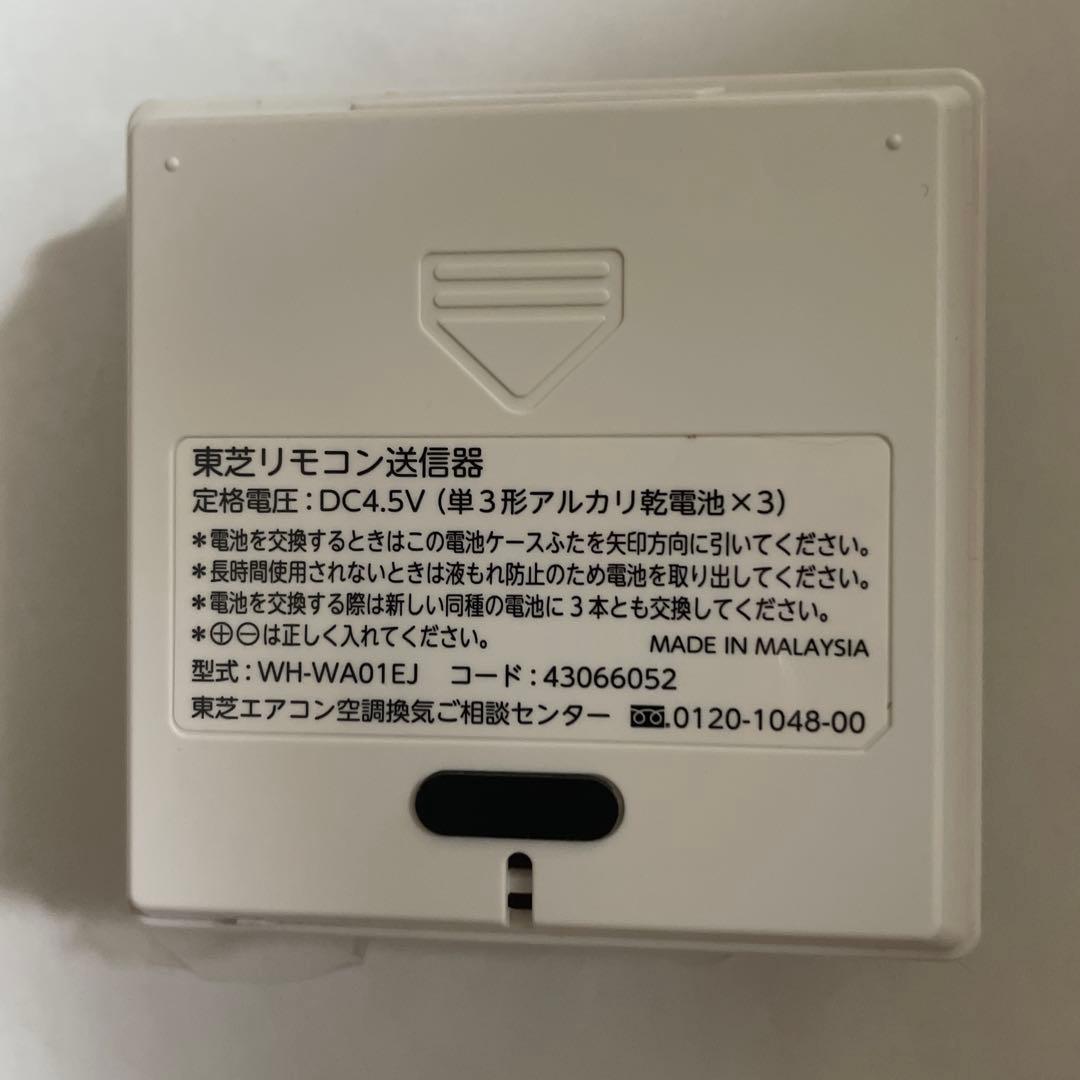 東芝リモコン送信器
定格電圧：DC4.5V（単３形アルカリ乾電池×3）
＊電池を交換するときはこの電池ケースふたを矢印方向に引いてください。
＊長時間使用されないときは液もれ防止のため電池を取り出してください。
＊電池を交換する際は新しい同種の電池に３本とも交換してください。
＊⊕⊖は正しく入れてください。
MADE IN MALAYSIA
型式：WH-WA01EJ　コード：43066052
東芝エアコン空調換気ご相談センター　0120-1048-00